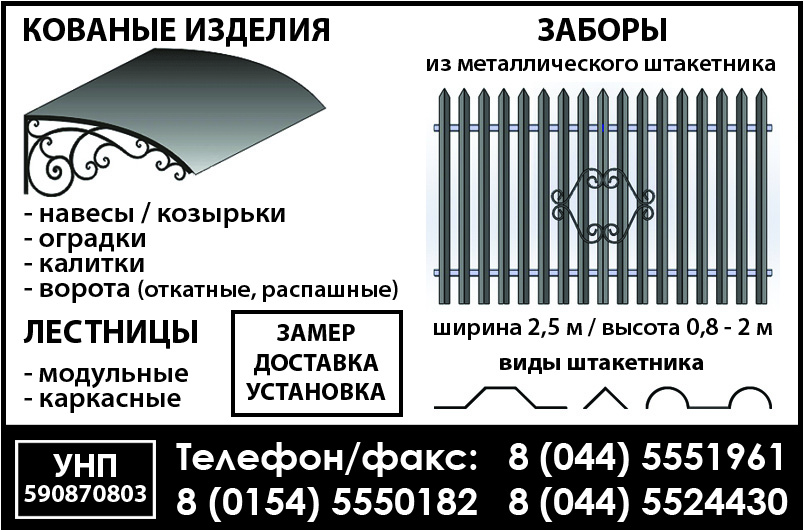 КОВАНЫЕ ИЗДЕЛИЯ
- навесы / козырьки
- оградки
- калитки
- ворота (откатные, распашные)
ЛЕСТНИЦЫ
- модульные
- каркасные
ЗАМЕР
ДОСТАВКА
УСТАНОВКА
ЗАБОРЫ
из металлического штакетника
ширина 2,5 м / высота 0,8 - 2 м
виды штакетника
УНП
590870803
Телефон/факс: 8 (044) 5551961
8 (0154) 5550182 8 (044) 5524430